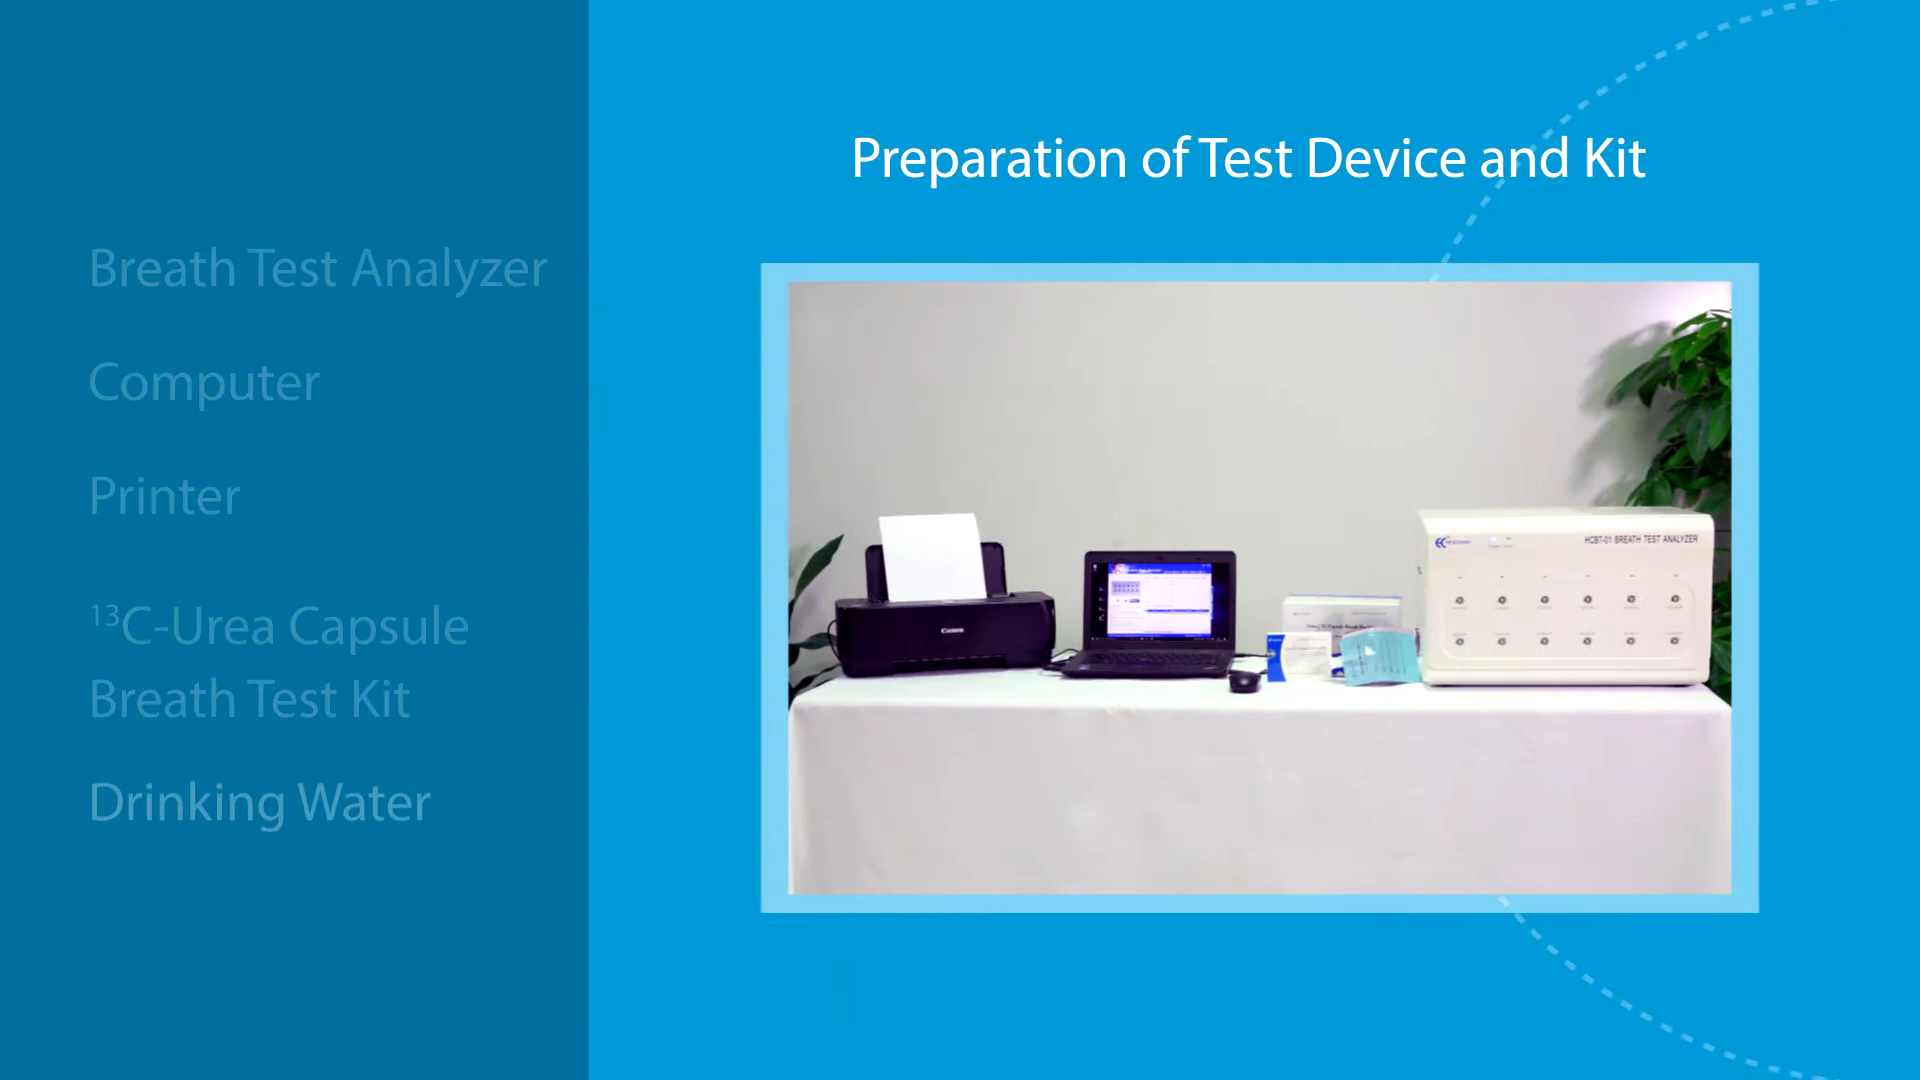 Preparation of Test Device and Kit
Breath Test Analyzer
Computer
Printer
¹³C-Urea Capsule
Breath Test Kit
Drinking Water
Canon
HCBT-01 BREATH TEST ANALYZER